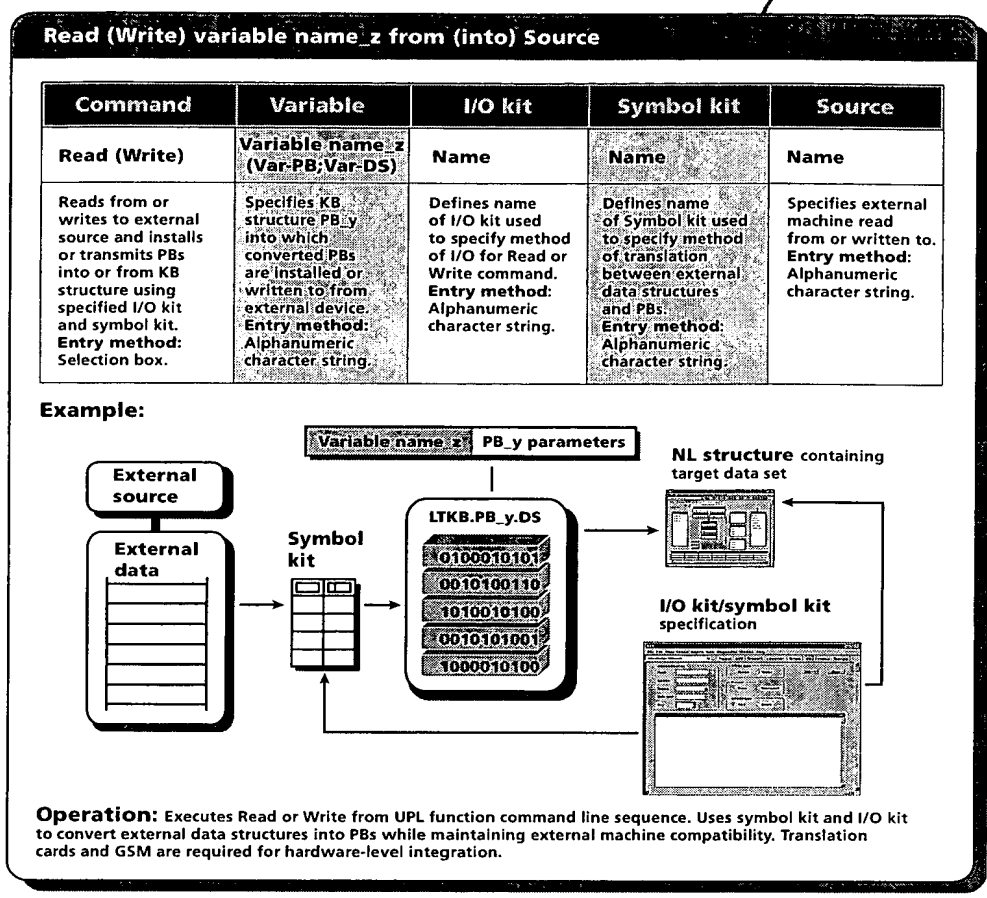 Read (Write) variable name_z from (into) Source
Command Variable I/O kit Symbol kit Source
Read (Write)
Variable name_z
(Var-PB;Var-DS)
Name
Name
Name
Reads from or
writes to external
source and installs
or transmits PBs
into or from KB
structure using
specified I/O kit
and symbol kit.
Entry method:
Selection box.
Specifies KB
structure PB_y
into which
converted PBs
are installed or
written to from
external device.
Entry method:
Alphanumeric
character string.
Defines name
of I/O kit used
to specify method
of I/O for Read or
Write command.
Entry method:
Alphanumeric
character string.
Defines name
of Symbol kit used
to specify method
of translation
between external
data structures
and PBs.
Entry method:
Alphanumeric
character string.
Specifies external
machine read
from or written to.
Entry method:
Alphanumeric
character string.
Example:
Variable name_z PB_y parameters
External
source
External
data
Symbol
kit
LTKB.PB_y.DS
0100010101
0010100110
1010010100
0010101001
1000010100
NL structure containing
target data set
I/O kit/symbol kit
specification
Operation: Executes Read or Write from UPL function command line sequence. Uses symbol kit and I/O kit
to convert external data structures into PBs while maintaining external machine compatibility. Translation
cards and GSM are required for hardware-level integration.